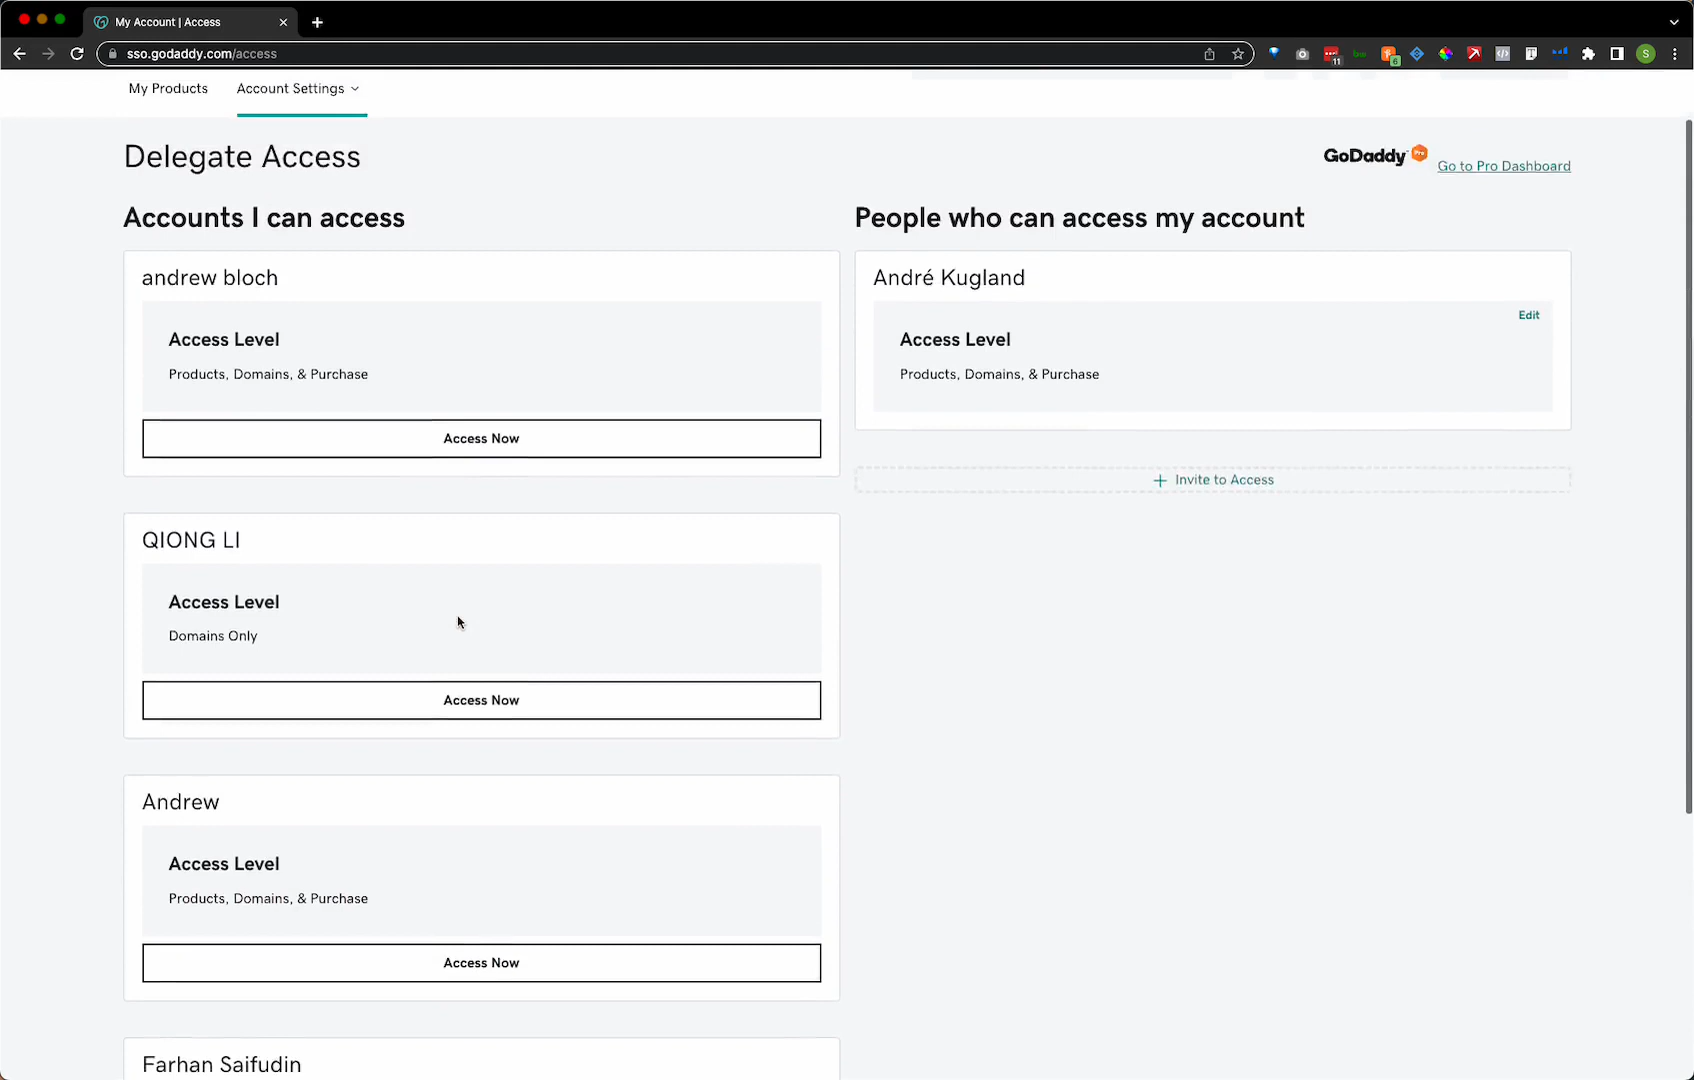 My Account | Access
sso.godaddy.com/access
11
6
S
My Products
Account Settings
Delegate Access
GoDaddy Pro
Go to Pro Dashboard
Accounts I can access
andrew bloch
Access Level
Products, Domains, & Purchase
Access Now
QIONG LI
Access Level
Domains Only
Access Now
Andrew
Access Level
Products, Domains, & Purchase
Access Now
Farhan Saifudin
People who can access my account
André Kugland
Edit
Access Level
Products, Domains, & Purchase
+ Invite to Access